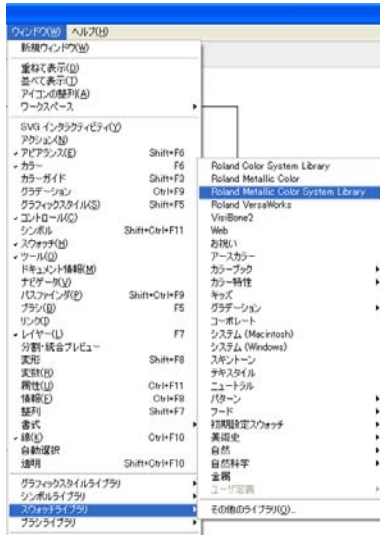 ウィンドウ(W) ヘルプ(H)
新規ウィンドウ(W)
重ねて表示(D)
並べて表示(T)
アイコンの整列(A)
ワークスペース
SVG インタラクティビティ(Y)
アクション(N)
アピアランス(E) Shift+F6
カラー F6
カラーガイド Shift+F3
グラデーション Ctrl+F9
グラフィックスタイル(S) Shift+F5
コントロール(C)
シンボル Shift+Ctrl+F11
スウォッチ(H)
ツール(O)
ドキュメント情報(M)
ナビゲータ(V)
パスファインダ(P) Shift+Ctrl+F9
ブラシ(B) F5
リンク(I)
レイヤー(L) F7
分割・統合プレビュー
変形 Shift+F8
変数(R)
属性(U) Ctrl+F11
情報(F) Ctrl+F8
整列 Shift+F7
書式
線(K) Ctrl+F10
自動選択
透明 Shift+Ctrl+F10
グラフィックスタイルライブラリ
シンボルライブラリ
スウォッチライブラリ
ブラシライブラリ
Roland Color System Library
Roland Metallic Color
Roland Metallic Color System Library
Roland VersaWorks
VisiBone2
Web
お祝い
アースカラー
カラーブック
カラー特性
キッズ
グラデーション
コーポレート
システム (Macintosh)
システム (Windows)
スキントーン
テキスタイル
ニュートラル
パターン
フード
初期設定スウォッチ
美術史
自然
自然科学
金属
ユーザ定義
その他のライブラリ(O)...